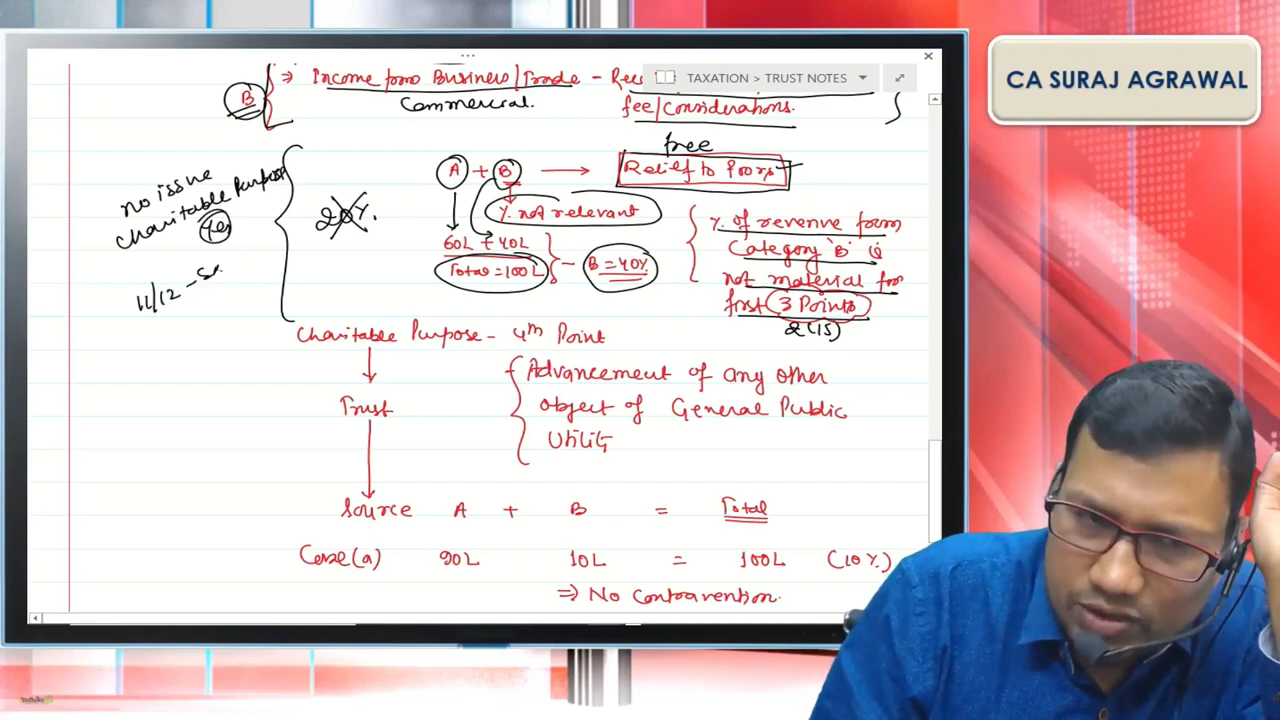 CA SURAJ AGRAWAL
TAXATION > TRUST NOTES
B
⇒ Income from Business/Trade - Rec
Commercial.
fee/Considerations.
free
A + B → Relief to Poors
% not relevant
20%.
no issue
charitable Purpose
Yes
11/12 -
60L + 40L
Total = 100L
B = 40%
% of revenue from
Category 'B' is
not material for
first 3 Points
2(15)
Charitable Purpose - 4th Point
Trust
Advancement of any other
object of General Public
Utility
Source A + B = Total
Case (a) 90L 10L = 100L (10%)
⇒ No Contravention.